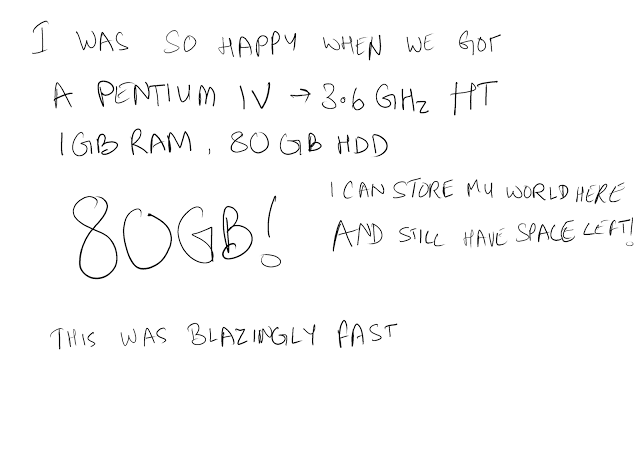 I WAS SO HAPPY WHEN WE GOT
A PENTIUM IV → 3.6 GHz HT
1GB RAM, 80 GB HDD
80GB!
I CAN STORE MY WORLD HERE
AND STILL HAVE SPACE LEFT!
THIS WAS BLAZINGLY FAST